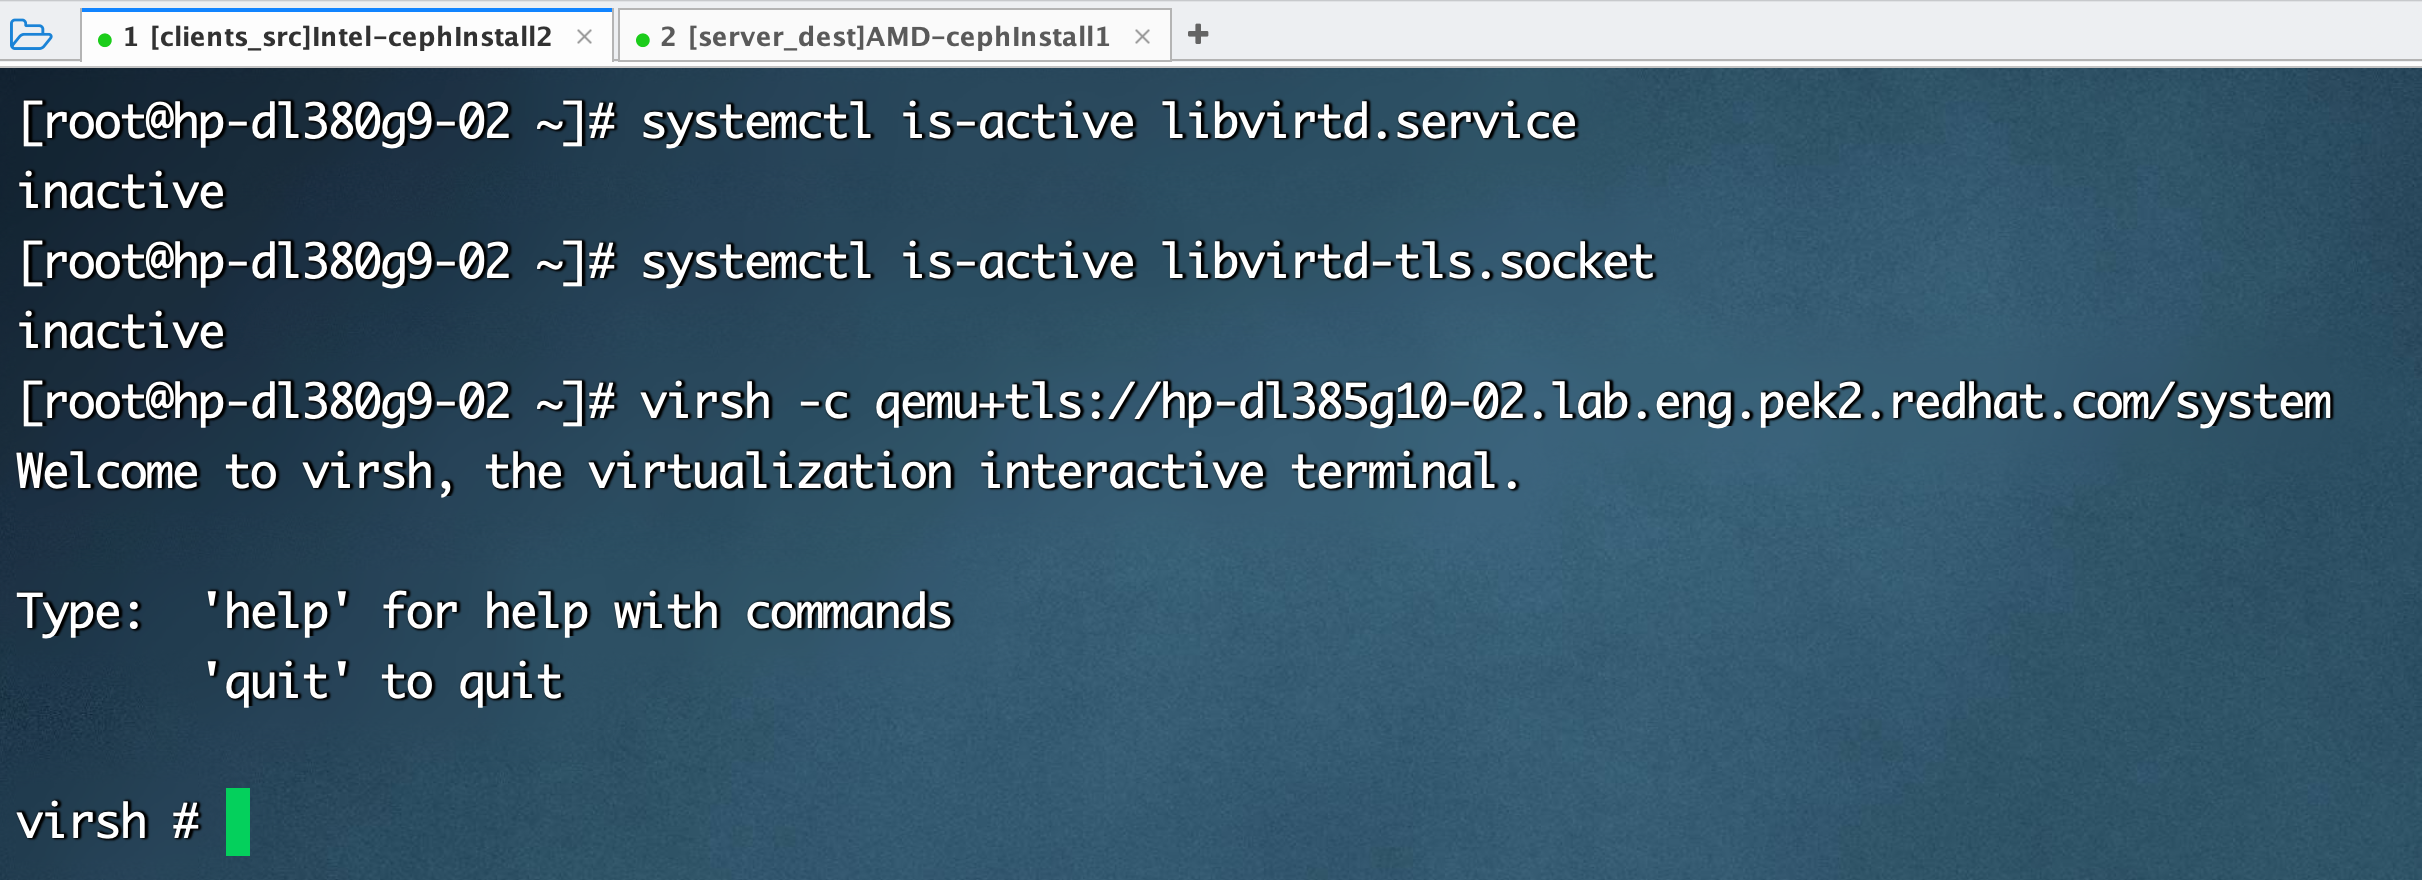 1 [clients_src]Intel-cephInstall2 × 2 [server_dest]AMD-cephInstall1 × +
[root@hp-dl380g9-02 ~]# systemctl is-active libvirtd.service
inactive
[root@hp-dl380g9-02 ~]# systemctl is-active libvirtd-tls.socket
inactive
[root@hp-dl380g9-02 ~]# virsh -c qemu+tls://hp-dl385g10-02.lab.eng.pek2.redhat.com/system
Welcome to virsh, the virtualization interactive terminal.
Type:  'help' for help with commands
'quit' to quit
virsh #